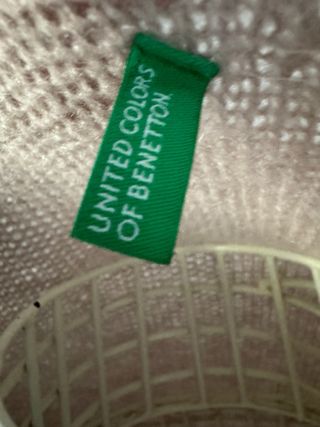 UNITED COLORS
OF BENETTON.